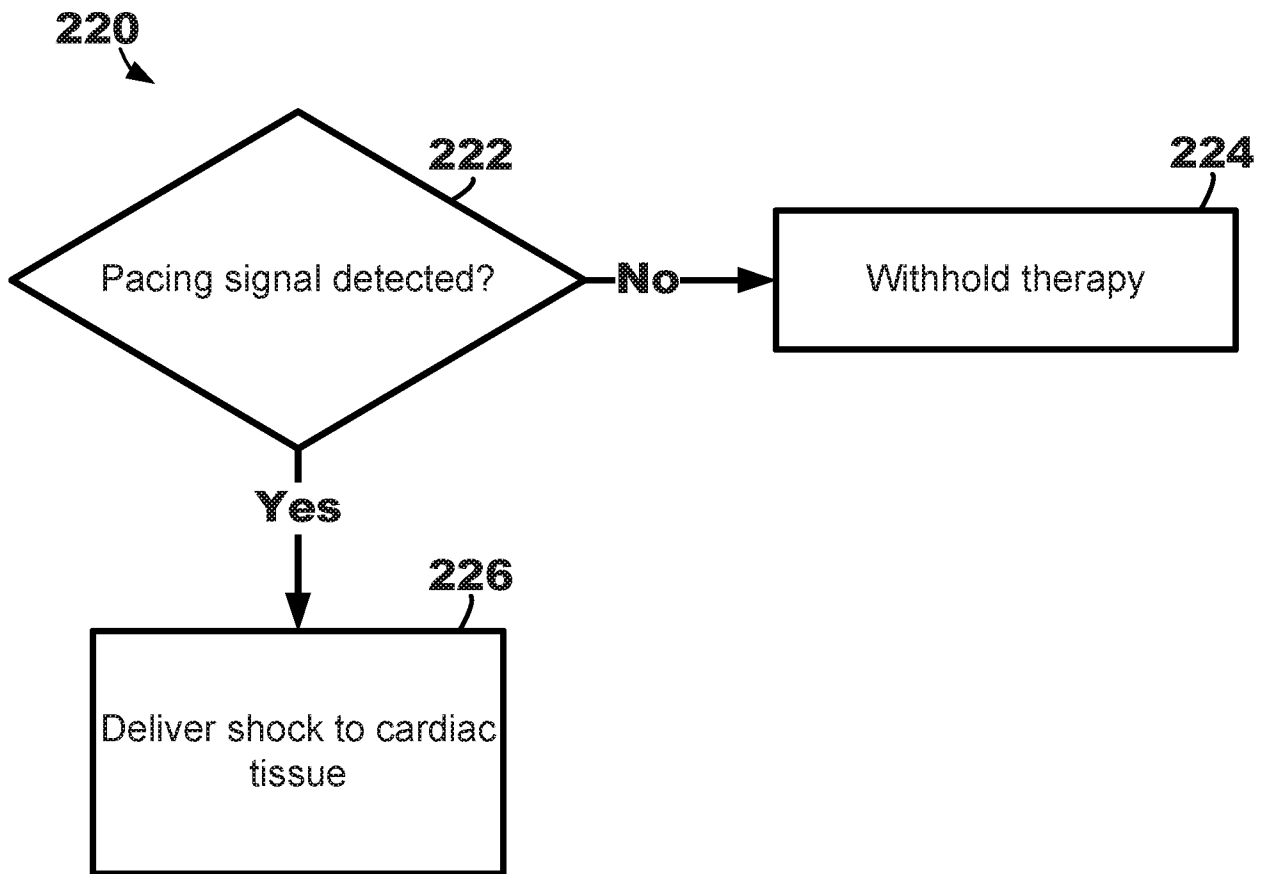 220
222
224
Pacing signal detected?
No
Withhold therapy
Yes
226
Deliver shock to cardiac
tissue